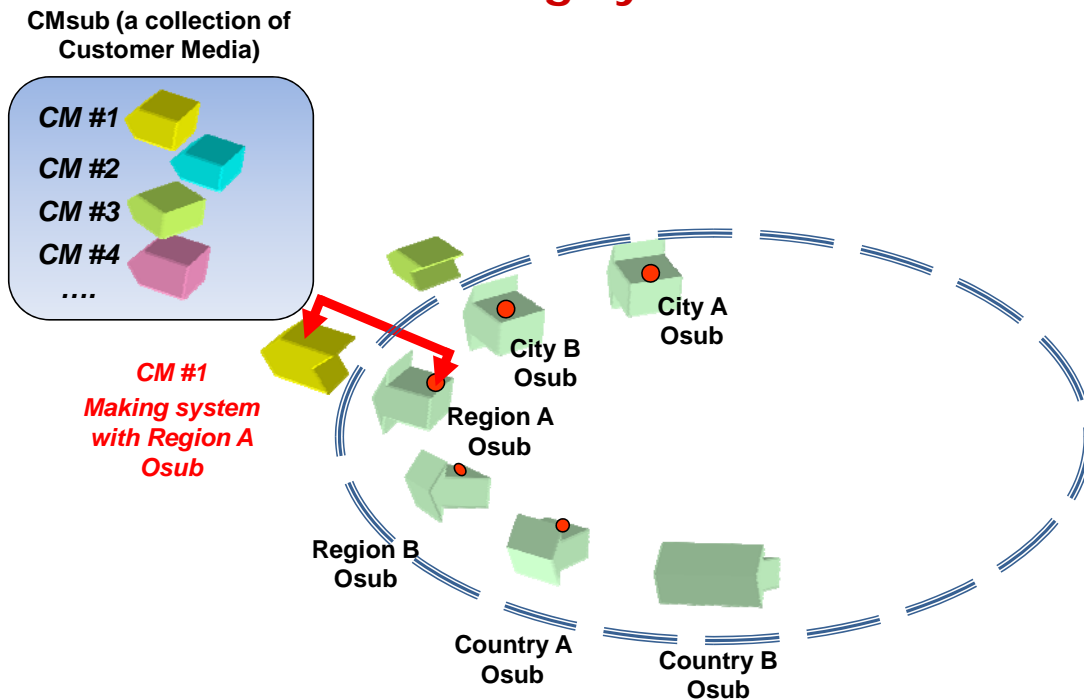 CMsub (a collection of
Customer Media)
CM #1
CM #2
CM #3
CM #4
....
CM #1
Making system
with Region A
Osub
City A
Osub
City B
Osub
Region A
Osub
Region B
Osub
Country A
Osub
Country B
Osub